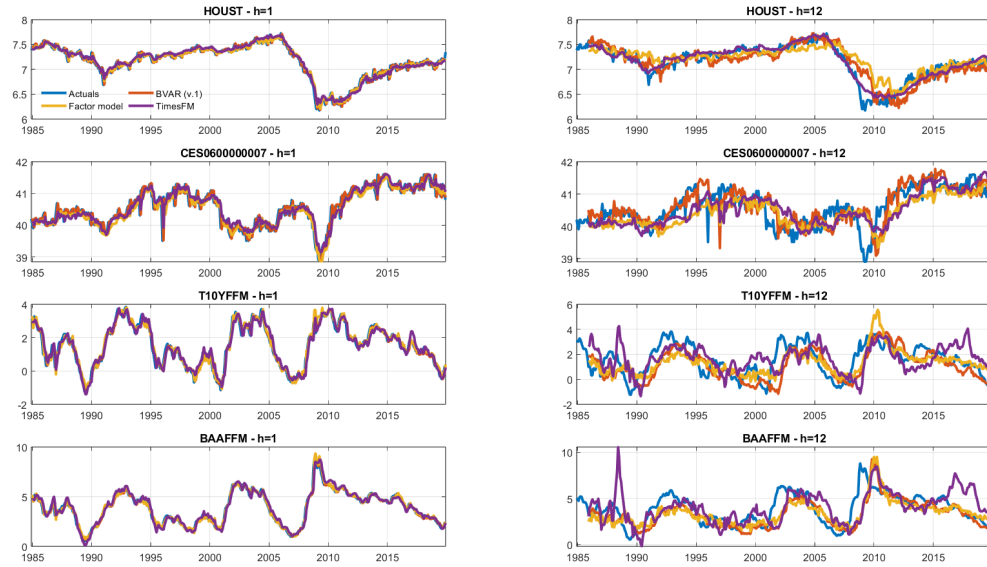 HOUST - h=1
8
7.5
7
6.5
6
Actuals
BVAR (v.1)
Factor model
TimesFM
1985 1990 1995 2000 2005 2010 2015
HOUST - h=12
8
7.5
7
6.5
6
1985 1990 1995 2000 2005 2010 2015
CES0600000007 - h=1
42
41
40
39
1985 1990 1995 2000 2005 2010 2015
CES0600000007 - h=12
42
41
40
39
1985 1990 1995 2000 2005 2010 2015
T10YFFM - h=1
4
2
0
-2
1985 1990 1995 2000 2005 2010 2015
T10YFFM - h=12
6
4
2
0
-2
1985 1990 1995 2000 2005 2010 2015
BAAFFM - h=1
10
5
0
1985 1990 1995 2000 2005 2010 2015
BAAFFM - h=12
10
5
0
1985 1990 1995 2000 2005 2010 2015